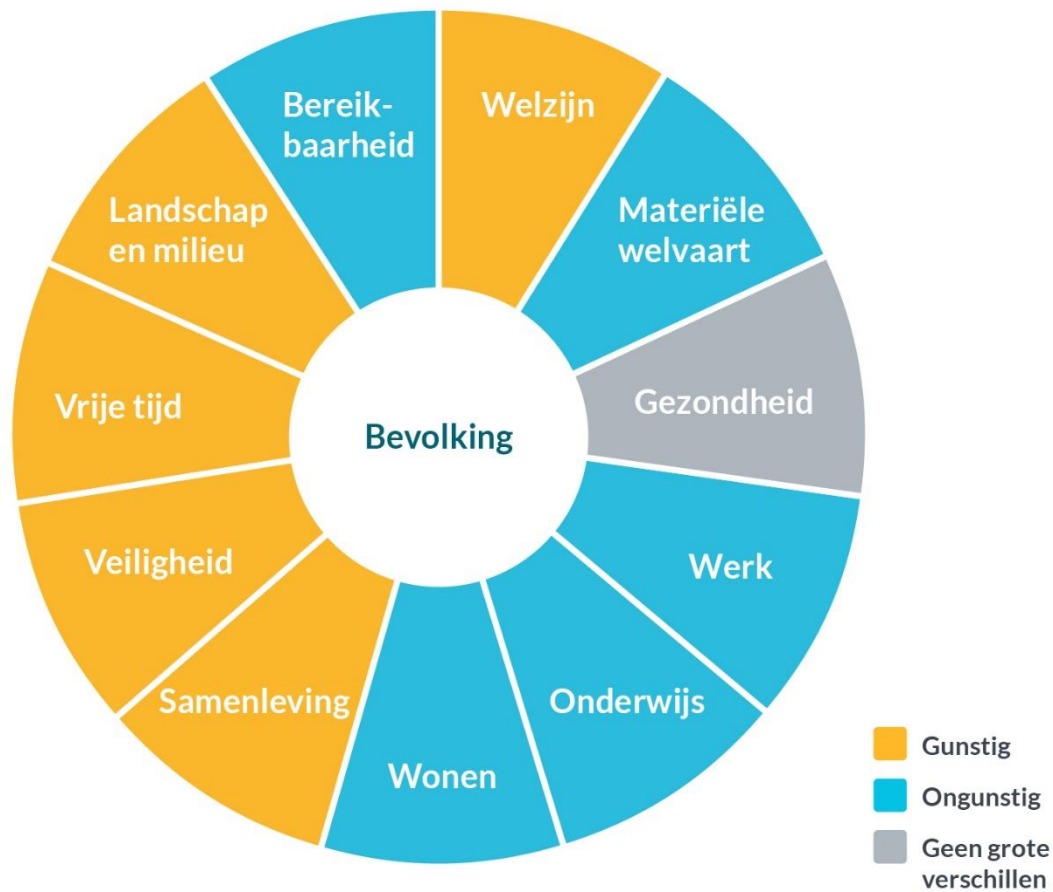 Bereik-
baarheid
Welzijn
Materiële
welvaart
Gezondheid
Werk
Onderwijs
Wonen
Samenleving
Veiligheid
Vrije tijd
Landschap
en milieu
Bevolking
Gunstig
Ongunstig
Geen grote
verschillen